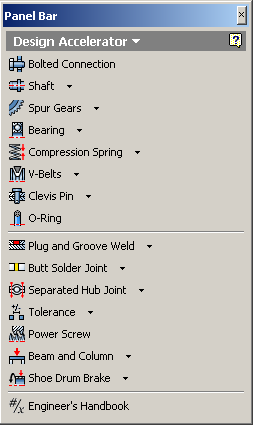 Panel Bar
Design Accelerator
Bolted Connection
Shaft
Spur Gears
Bearing
Compression Spring
V-Belts
Clevis Pin
O-Ring
Plug and Groove Weld
Butt Solder Joint
Separated Hub Joint
Tolerance
Power Screw
Beam and Column
Shoe Drum Brake
Engineer's Handbook